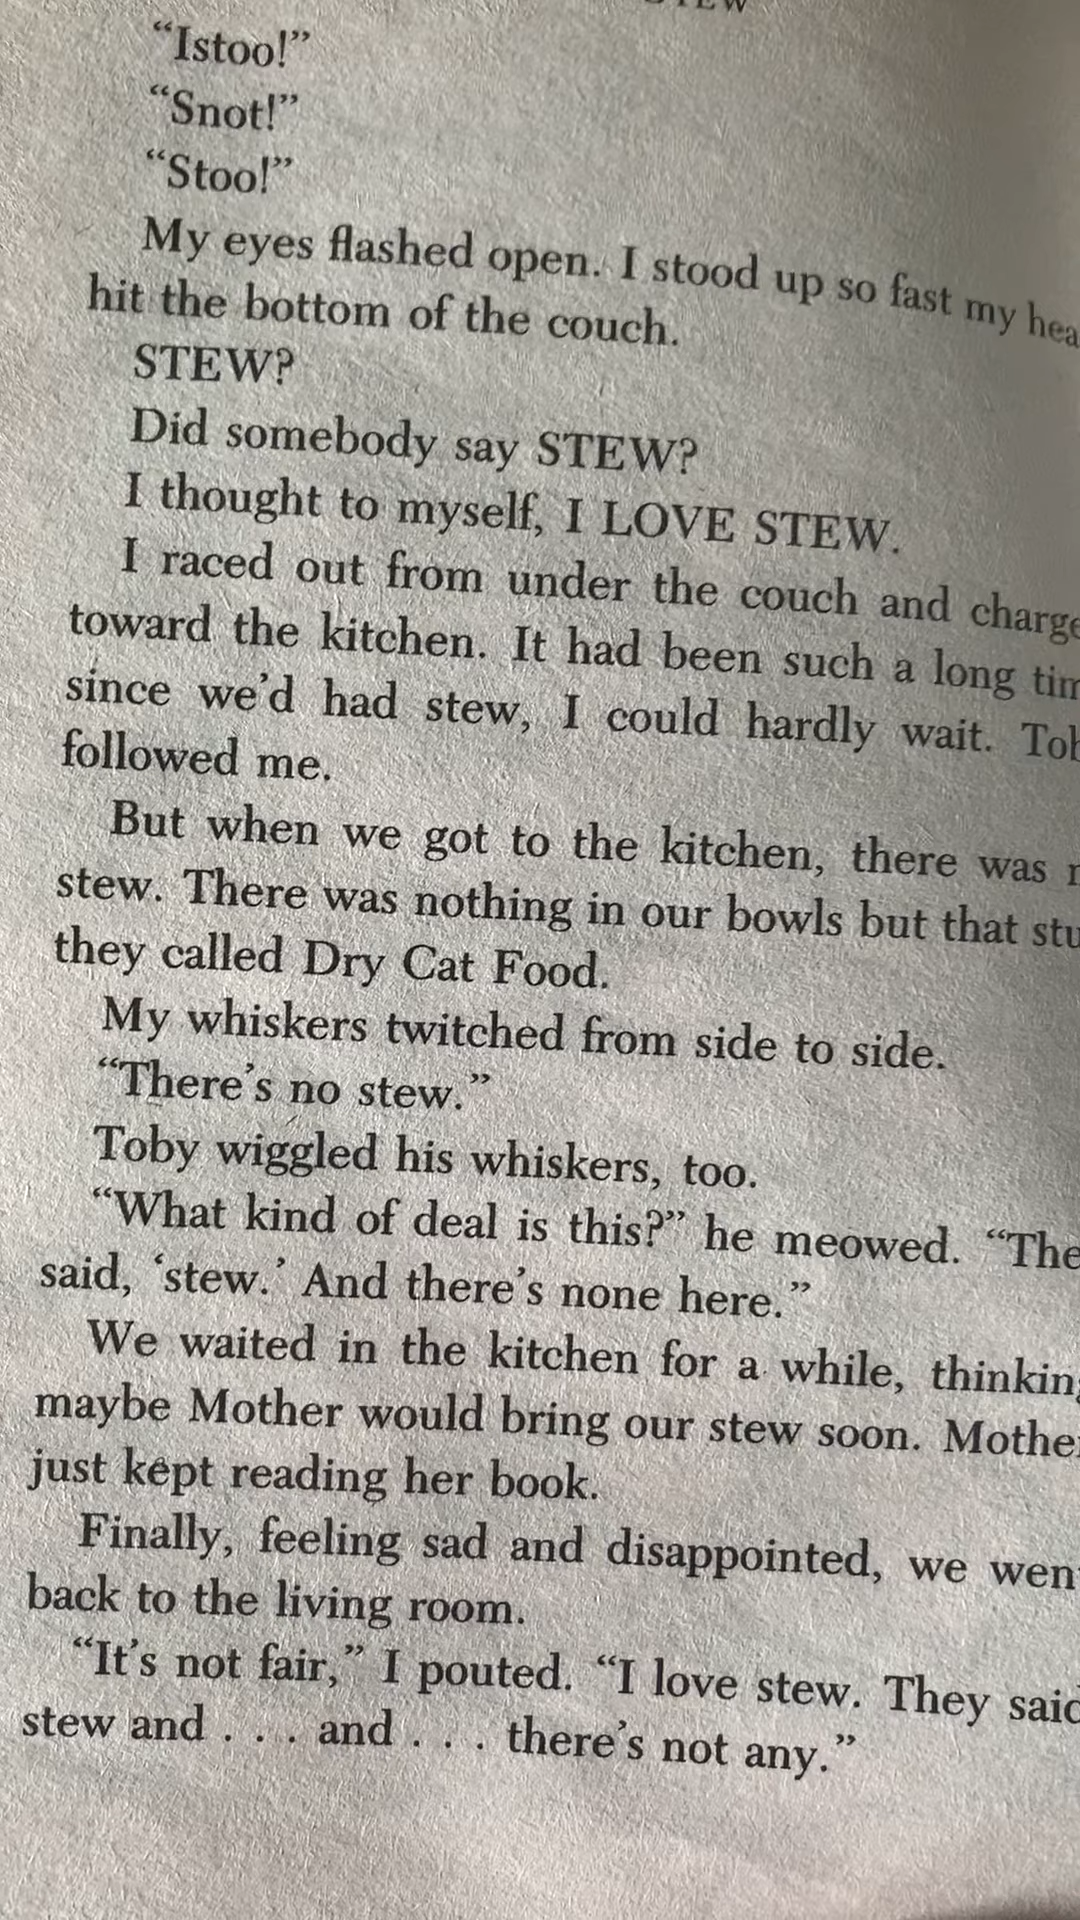 "Istoo!"
"Snot!"
"Stoo!"
My eyes flashed open. I stood up so fast my
hit the bottom of the couch.
STEW?
Did somebody say STEW?
I thought to myself, I LOVE STEW.
I raced out from under the couch and
toward the kitchen. It had been such a long
since we'd had stew, I could hardly wait.
followed me.
But when we got to the kitchen, there was
stew. There was nothing in our bowls but that
they called Dry Cat Food.
My whiskers twitched from side to side.
"There's no stew."
Toby wiggled his whiskers, too.
"What kind of deal is this?" he meowed.
said, 'stew.' And there's none here."
We waited in the kitchen for a while,
maybe Mother would bring our stew soon.
just kept reading her book.
Finally, feeling sad and disappointed, we
back to the living room.
"It's not fair," I pouted. "I love stew. They
stew and . . . and . . . there's not any."